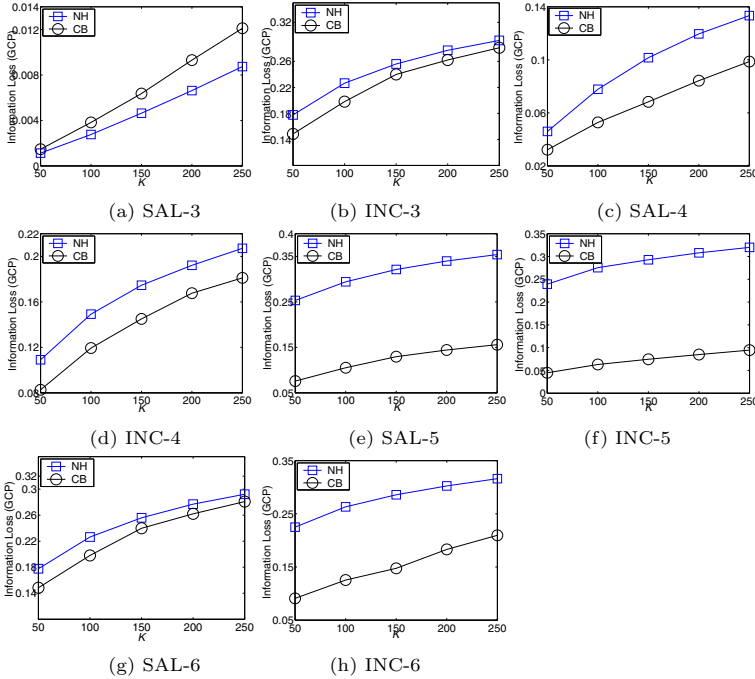 0.014
0.012
0.008
0.004
0
Information Loss (GCP)
NH
CB
50 100 150 200 250
K
(a) SAL-3
0.32
0.26
0.22
0.18
0.14
Information Loss (GCP)
NH
CB
50 100 150 200 250
K
(b) INC-3
0.14
0.1
0.06
0.02
Information Loss (GCP)
NH
CB
50 100 150 200 250
K
(c) SAL-4
0.22
0.2
0.16
0.12
0.08
Information Loss (GCP)
NH
CB
50 100 150 200 250
K
(d) INC-4
0.4
0.35
0.25
0.15
0.05
Information Loss (GCP)
NH
CB
50 100 150 200 250
K
(e) SAL-5
0.35
0.3
0.25
0.2
0.15
0.1
0.05
0
Information Loss (GCP)
NH
CB
50 100 150 200 250
K
(f) INC-5
0.32
0.3
0.26
0.22
0.18
0.14
Information Loss (GCP)
NH
CB
50 100 150 200 250
K
(g) SAL-6
0.35
0.25
0.15
0.05
Information Loss (GCP)
NH
CB
50 100 150 200 250
K
(h) INC-6